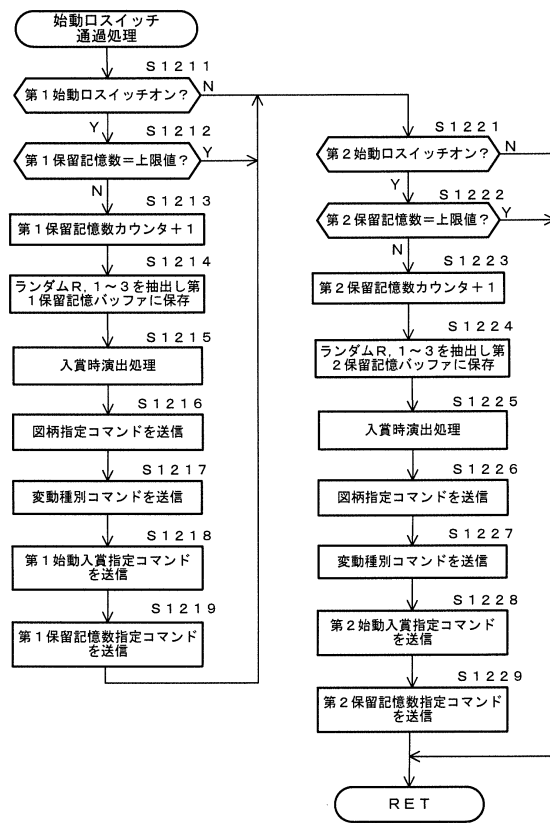 始動口スイッチ
通過処理
S1211
第1始動口スイッチオン?
N
Y
S1212
第1保留記憶数=上限値?
Y
N
S1213
第1保留記憶数カウンタ+1
S1214
ランダムR,1~3を抽出し第
1保留記憶バッファに保存
S1215
入賞時演出処理
S1216
図柄指定コマンドを送信
S1217
変動種別コマンドを送信
S1218
第1始動入賞指定コマンド
を送信
S1219
第1保留記憶数指定コマンド
を送信
S1221
第2始動口スイッチオン?
N
Y
S1222
第2保留記憶数=上限値?
Y
N
S1223
第2保留記憶数カウンタ+1
S1224
ランダムR,1~3を抽出し第
2保留記憶バッファに保存
S1225
入賞時演出処理
S1226
図柄指定コマンドを送信
S1227
変動種別コマンドを送信
S1228
第2始動入賞指定コマンド
を送信
S1229
第2保留記憶数指定コマンド
を送信
RET